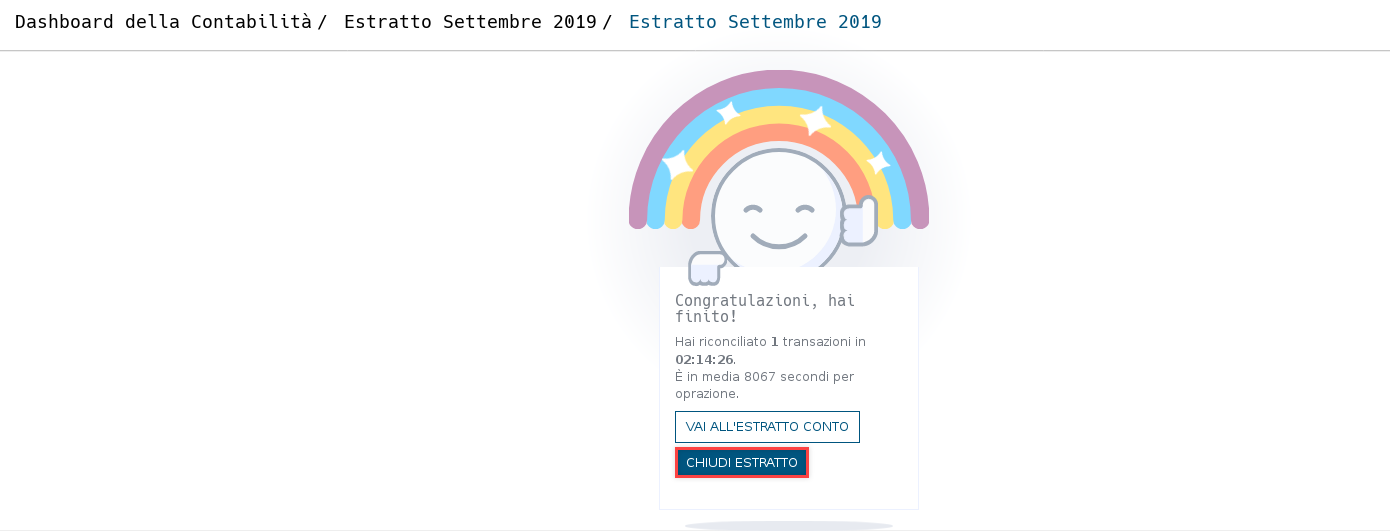 Dashboard della Contabilità / Estratto Settembre 2019 / Estratto Settembre 2019
Congratulazioni, hai
finito!
Hai riconciliato 1 transazioni in
02:14:26.
È in media 8067 secondi per
oprazione.
VAI ALL'ESTRATTO CONTO
CHIUDI ESTRATTO